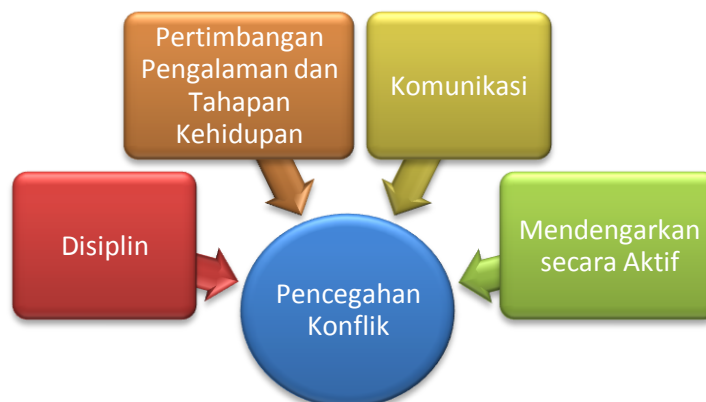 Pertimbangan
Pengalaman dan
Tahapan
Kehidupan
Komunikasi
Disiplin
Mendengarkan
secara Aktif
Pencegahan
Konflik